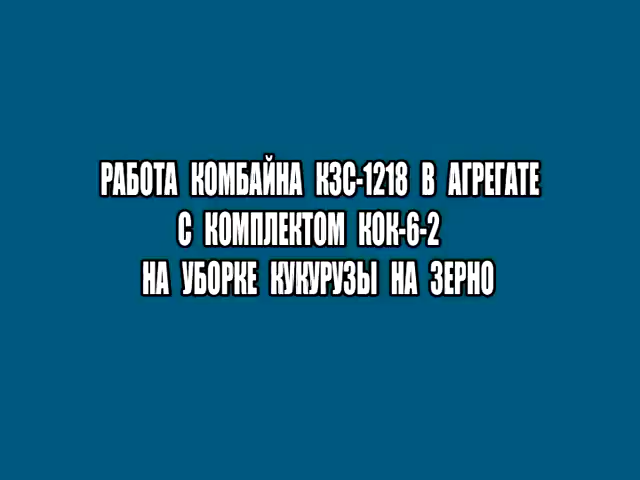 РАБОТА КОМБАЙНА КЗС-1218 В АГРЕГАТЕ
С КОМПЛЕКТОМ КОК-6-2
НА УБОРКЕ КУКУРУЗЫ НА ЗЕРНО